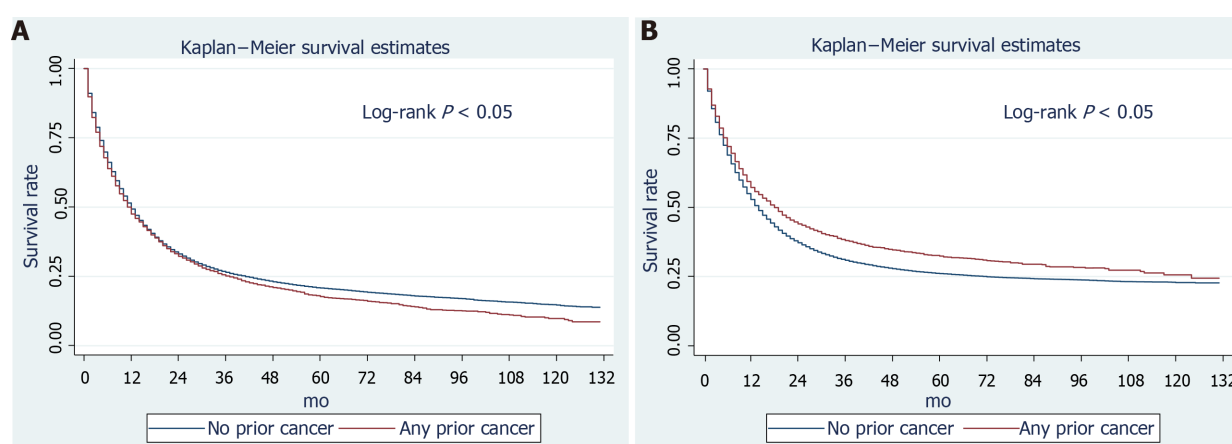 A
Kaplan−Meier survival estimates
Log-rank P < 0.05
Survival rate
1.00
0.75
0.50
0.25
0.00
0 12 24 36 48 60 72 84 96 108 120 132
mo
No prior cancer Any prior cancer
B
Kaplan−Meier survival estimates
Log-rank P < 0.05
Survival rate
1.00
0.75
0.50
0.25
0.00
0 12 24 36 48 60 72 84 96 108 120 132
mo
No prior cancer Any prior cancer